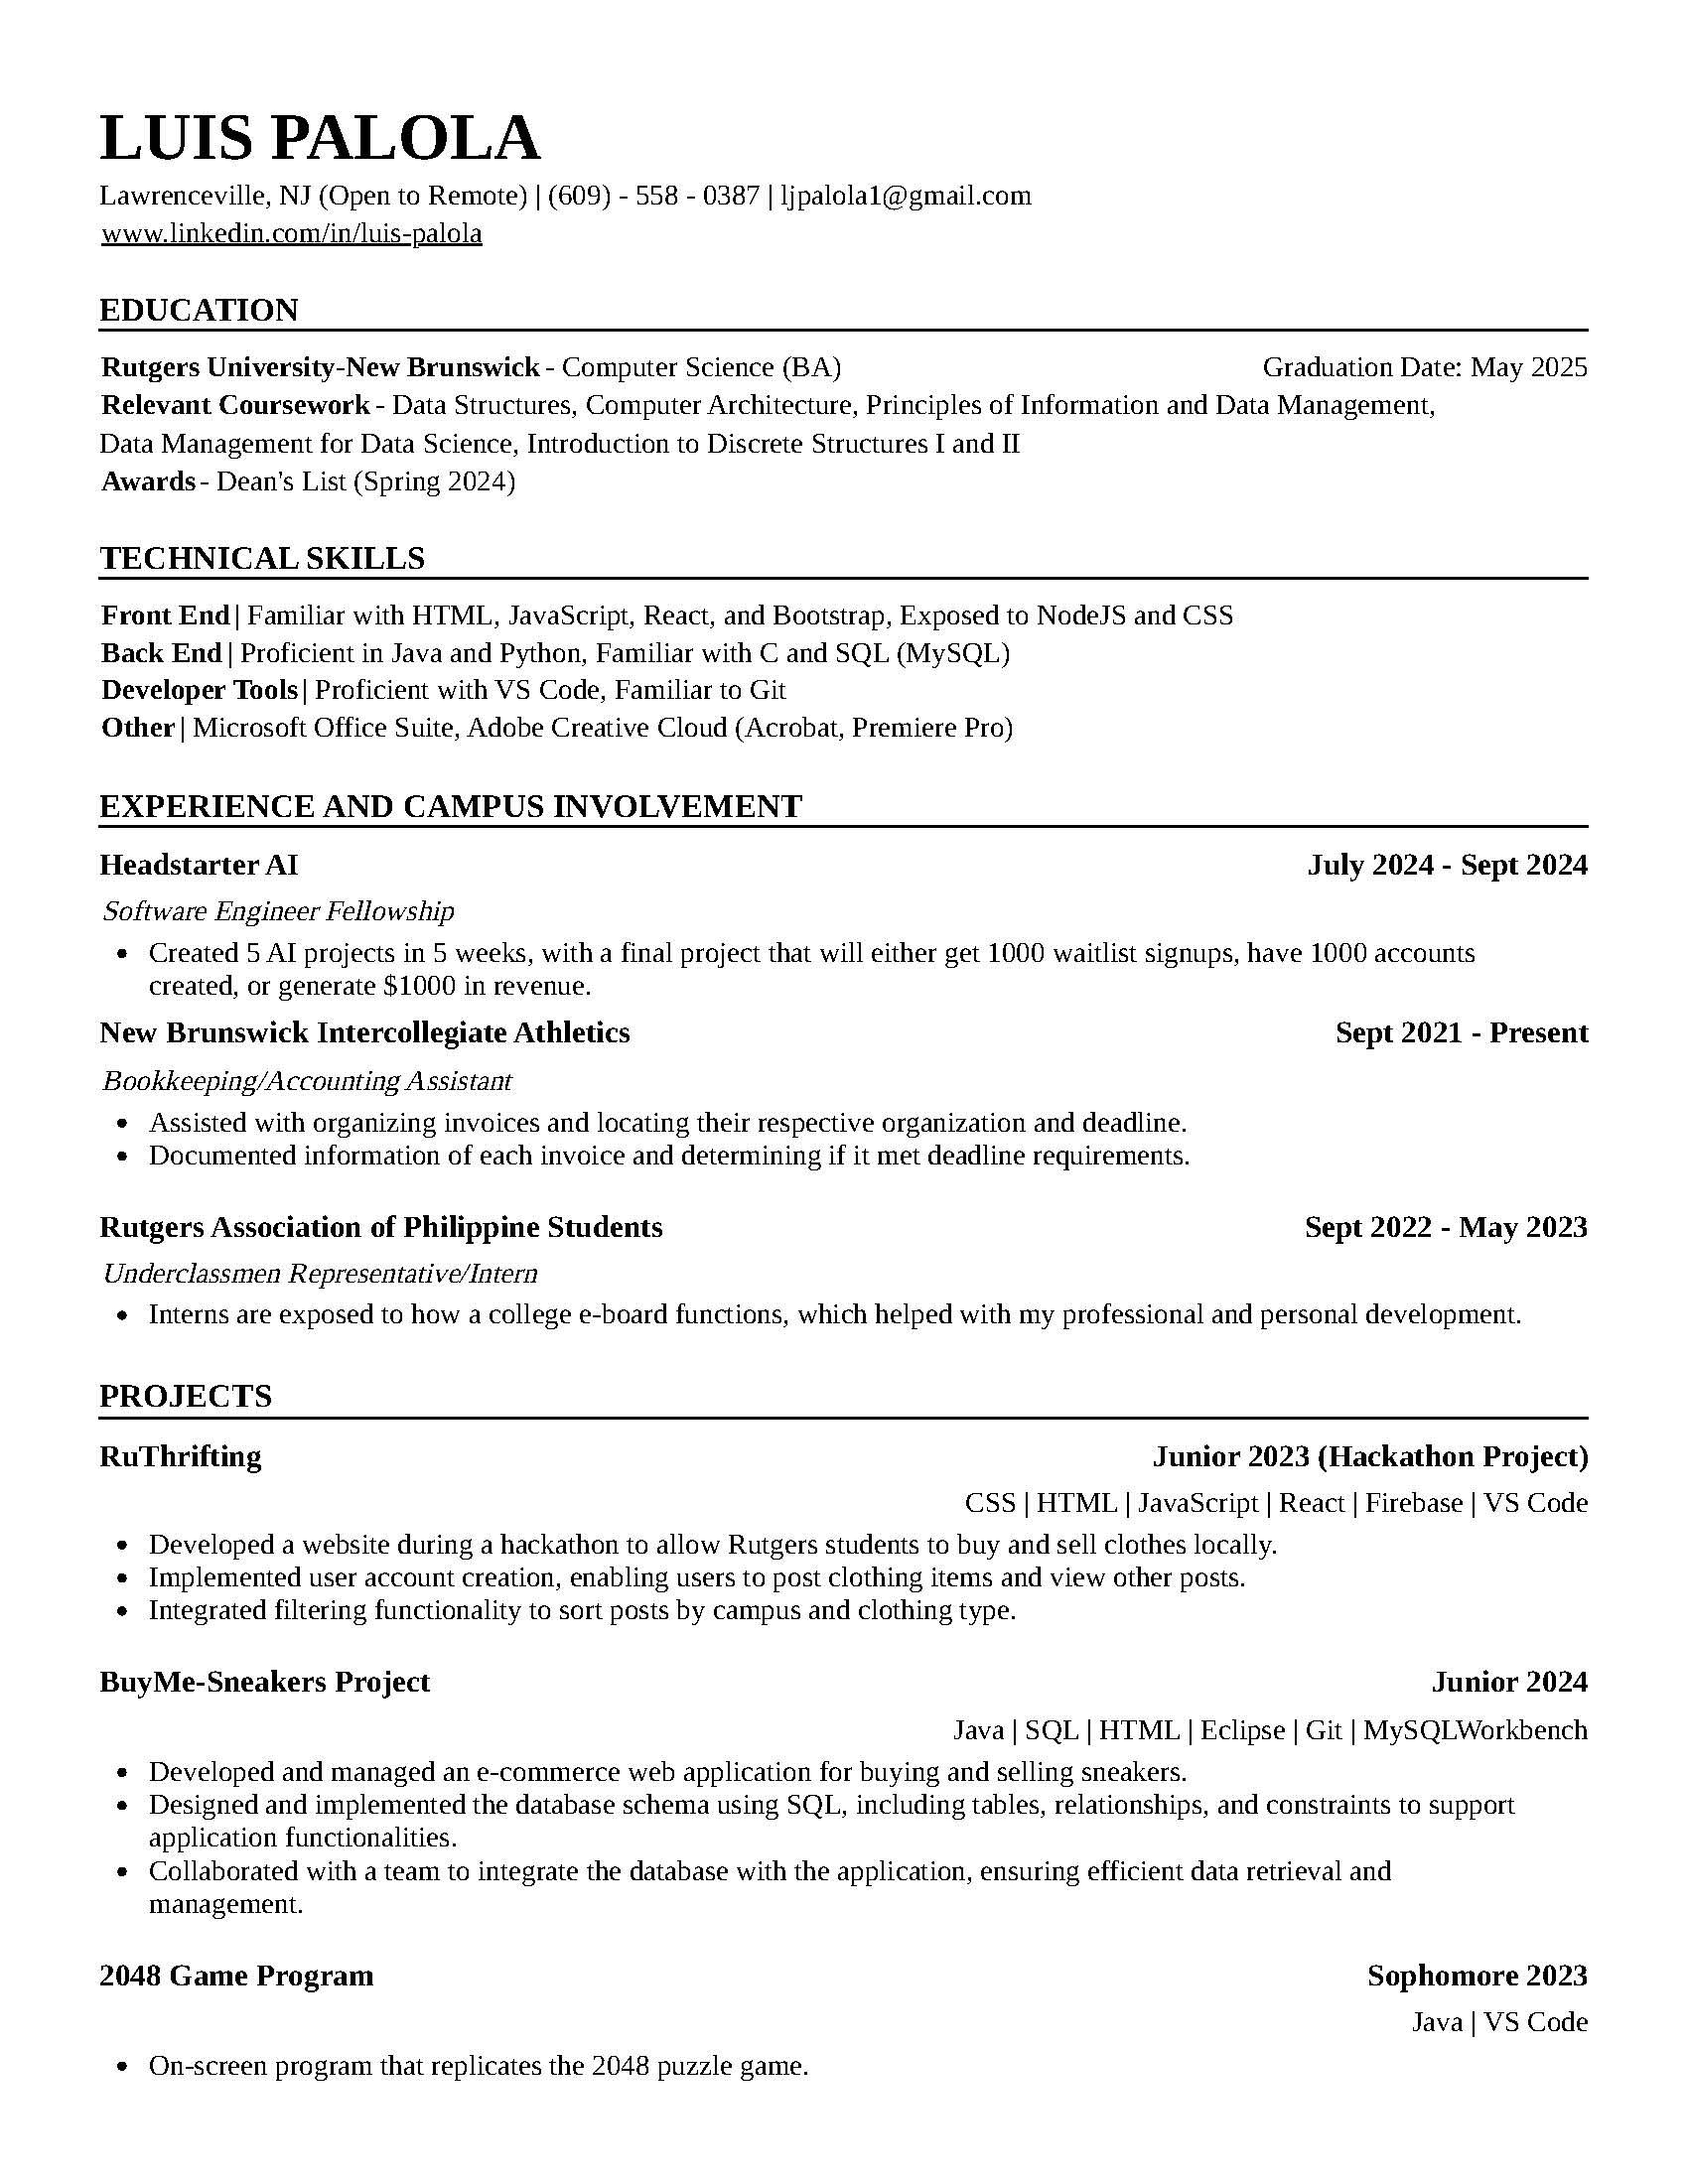 LUIS PALOLA
Lawrenceville, NJ (Open to Remote) | (609) - 558 - 0387 | ljpalola1@gmail.com
www.linkedin.com/in/luis-palola
EDUCATION
Rutgers University-New Brunswick - Computer Science (BA) Graduation Date: May 2025
Relevant Coursework - Data Structures, Computer Architecture, Principles of Information and Data Management,
Data Management for Data Science, Introduction to Discrete Structures I and II
Awards - Dean's List (Spring 2024)
TECHNICAL SKILLS
Front End | Familiar with HTML, JavaScript, React, and Bootstrap, Exposed to NodeJS and CSS
Back End | Proficient in Java and Python, Familiar with C and SQL (MySQL)
Developer Tools | Proficient with VS Code, Familiar to Git
Other | Microsoft Office Suite, Adobe Creative Cloud (Acrobat, Premiere Pro)
EXPERIENCE AND CAMPUS INVOLVEMENT
Headstarter AI July 2024 - Sept 2024
Software Engineer Fellowship
• Created 5 AI projects in 5 weeks, with a final project that will either get 1000 waitlist signups, have 1000 accounts
created, or generate $1000 in revenue.
New Brunswick Intercollegiate Athletics Sept 2021 - Present
Bookkeeping/Accounting Assistant
• Assisted with organizing invoices and locating their respective organization and deadline.
• Documented information of each invoice and determining if it met deadline requirements.
Rutgers Association of Philippine Students Sept 2022 - May 2023
Underclassmen Representative/Intern
• Interns are exposed to how a college e-board functions, which helped with my professional and personal development.
PROJECTS
RuThrifting Junior 2023 (Hackathon Project)
CSS | HTML | JavaScript | React | Firebase | VS Code
• Developed a website during a hackathon to allow Rutgers students to buy and sell clothes locally.
• Implemented user account creation, enabling users to post clothing items and view other posts.
• Integrated filtering functionality to sort posts by campus and clothing type.
BuyMe-Sneakers Project Junior 2024
Java | SQL | HTML | Eclipse | Git | MySQLWorkbench
• Developed and managed an e-commerce web application for buying and selling sneakers.
• Designed and implemented the database schema using SQL, including tables, relationships, and constraints to support
application functionalities.
• Collaborated with a team to integrate the database with the application, ensuring efficient data retrieval and
management.
2048 Game Program Sophomore 2023
Java | VS Code
• On-screen program that replicates the 2048 puzzle game.